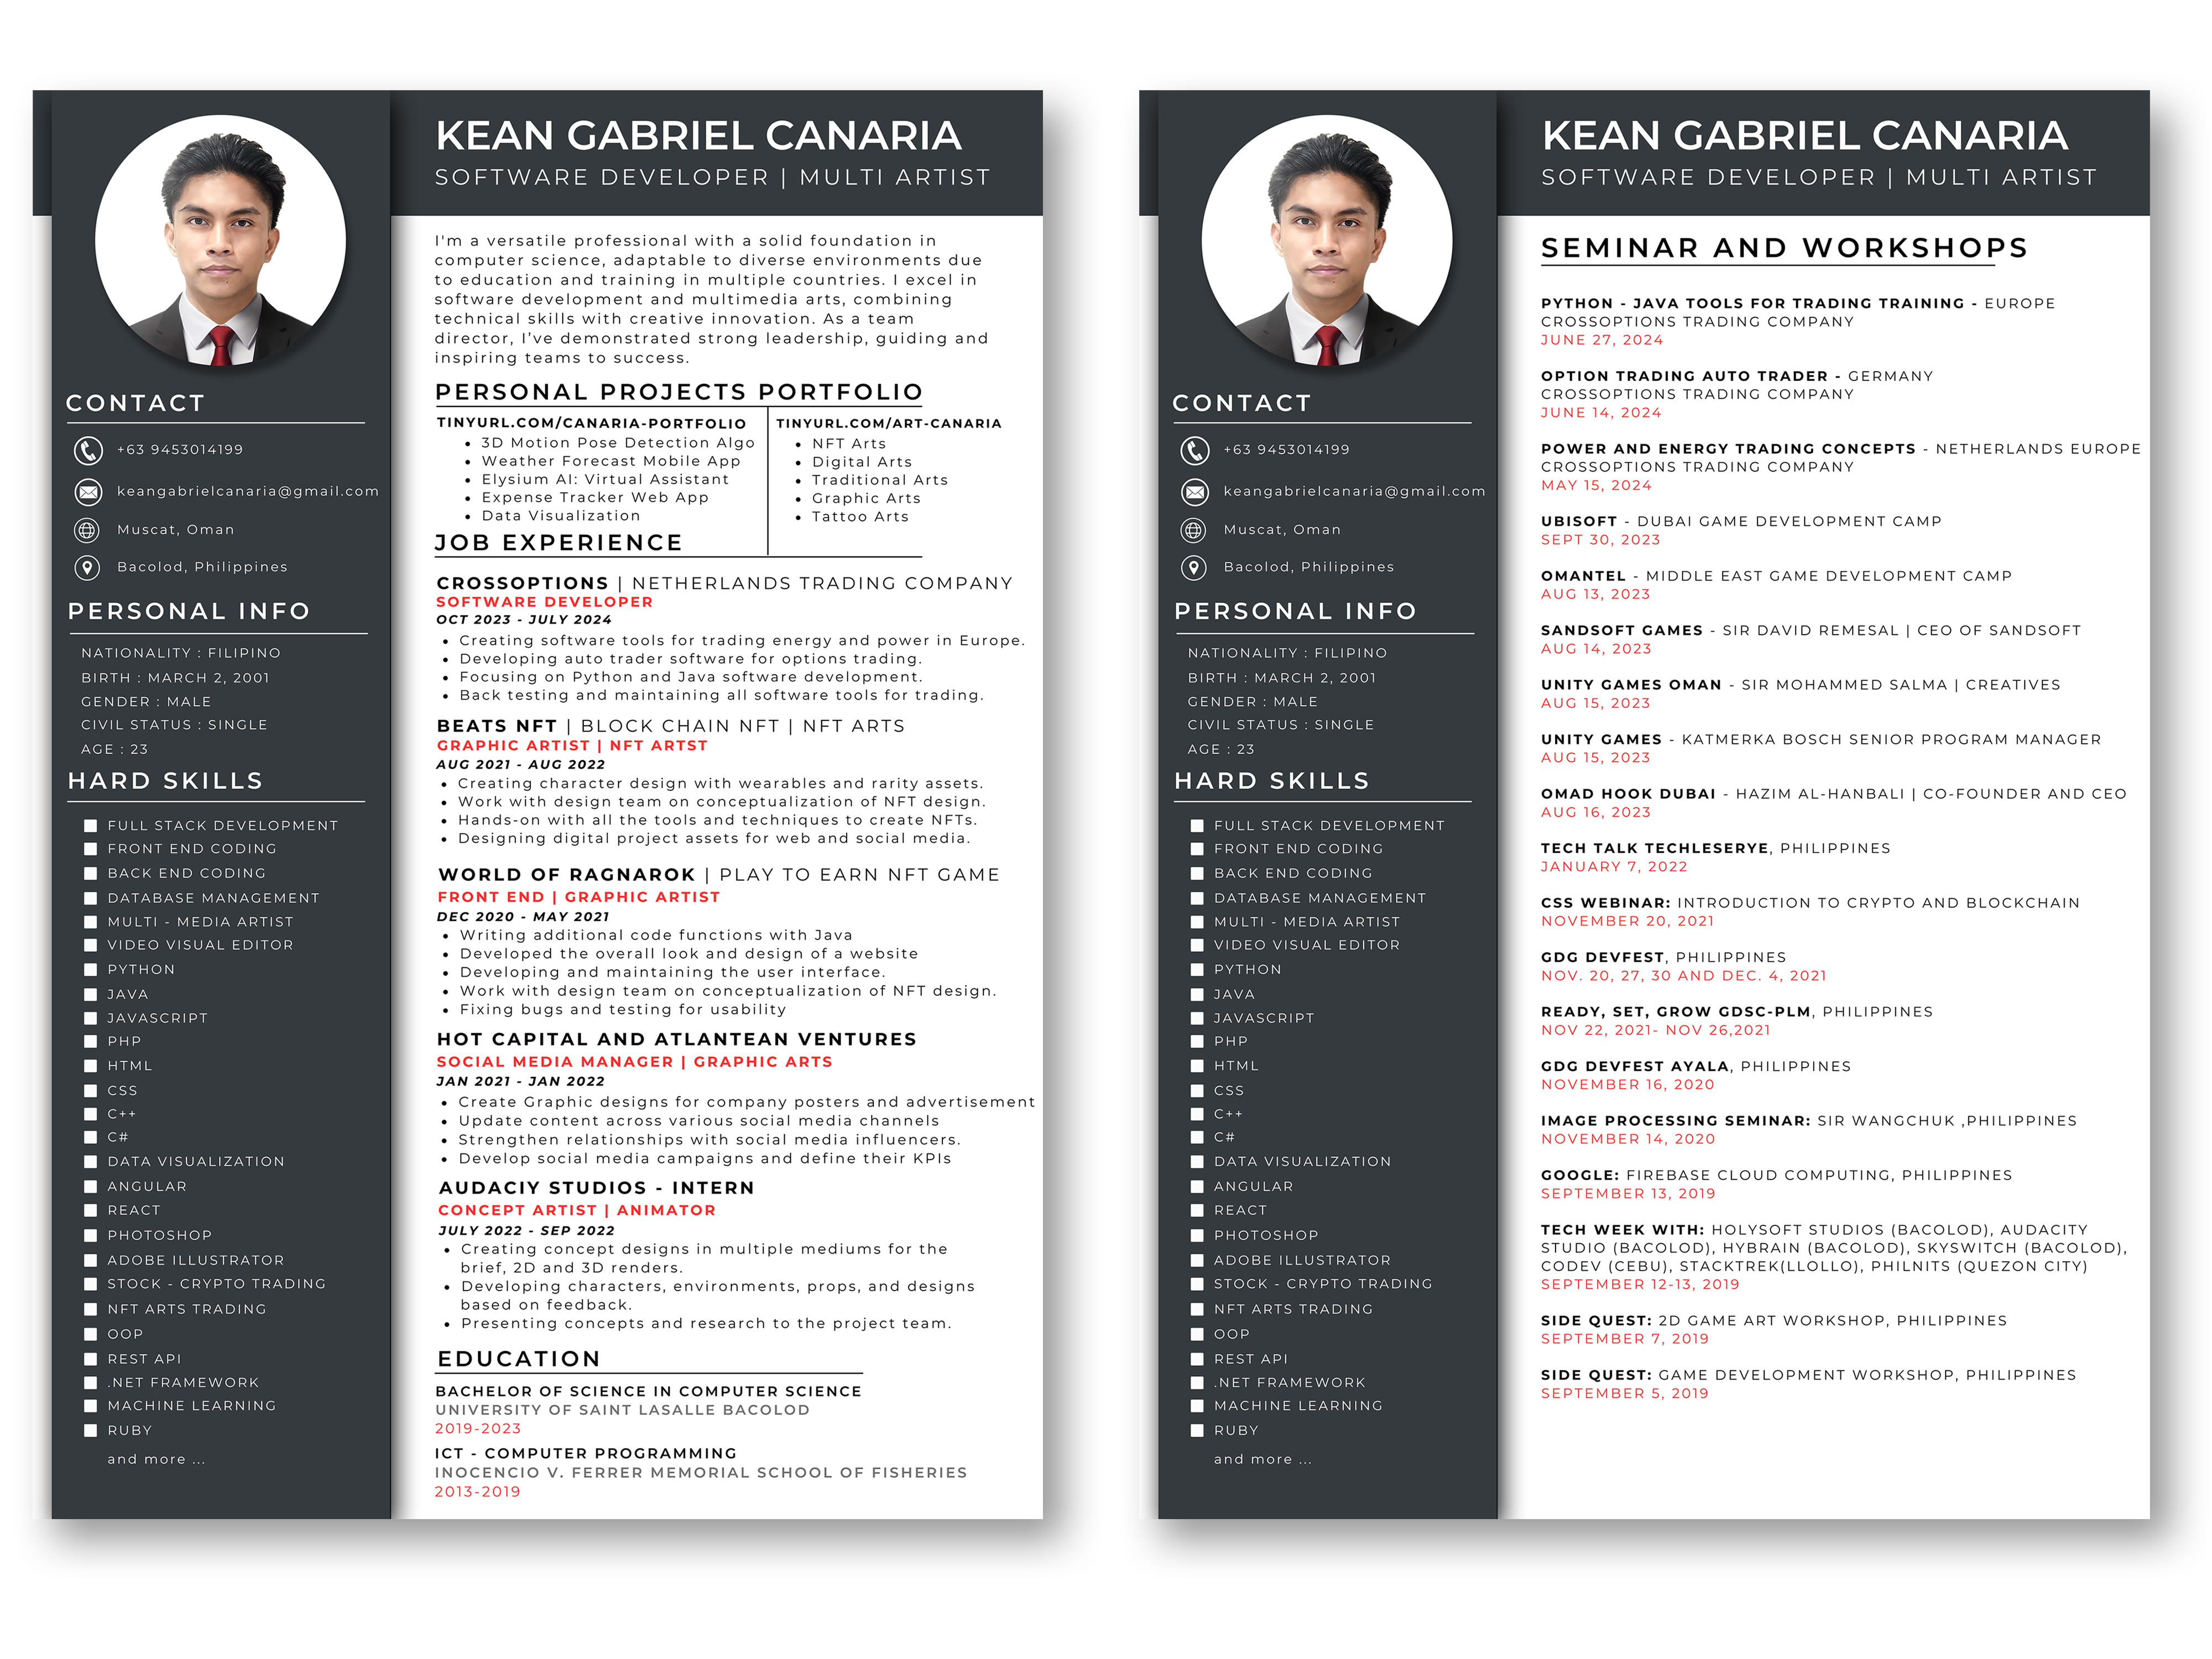 KEAN GABRIEL CANARIA
SOFTWARE DEVELOPER | MULTI ARTIST
CONTACT
+63 9453014199
keangabrielcanaria@gmail.com
Muscat, Oman
Bacolod, Philippines
PERSONAL INFO
NATIONALITY : FILIPINO
BIRTH : MARCH 2, 2001
GENDER : MALE
CIVIL STATUS : SINGLE
AGE : 23
HARD SKILLS
FULL STACK DEVELOPMENT
FRONT END CODING
BACK END CODING
DATABASE MANAGEMENT
MULTI - MEDIA ARTIST
VIDEO VISUAL EDITOR
PYTHON
JAVA
JAVASCRIPT
PHP
HTML
CSS
C++
C#
DATA VISUALIZATION
ANGULAR
REACT
PHOTOSHOP
ADOBE ILLUSTRATOR
STOCK - CRYPTO TRADING
NFT ARTS TRADING
OOP
REST API
.NET FRAMEWORK
MACHINE LEARNING
RUBY
and more ...
I'm a versatile professional with a solid foundation in
computer science, adaptable to diverse environments due
to education and training in multiple countries. I excel in
software development and multimedia arts, combining
technical skills with creative innovation. As a team
director, I've demonstrated strong leadership, guiding and
inspiring teams to success.
PERSONAL PROJECTS PORTFOLIO
TINYURL.COM/CANARIA-PORTFOLIO
• 3D Motion Pose Detection Algo
• Weather Forecast Mobile App
• Elysium AI: Virtual Assistant
• Expense Tracker Web App
• Data Visualization
TINYURL.COM/ART-CANARIA
• NFT Arts
• Digital Arts
• Traditional Arts
• Graphic Arts
• Tattoo Arts
JOB EXPERIENCE
CROSSOPTIONS | NETHERLANDS TRADING COMPANY
SOFTWARE DEVELOPER
OCT 2023 - JULY 2024
• Creating software tools for trading energy and power in Europe.
• Developing auto trader software for options trading.
• Focusing on Python and Java software development.
• Back testing and maintaining all software tools for trading.
BEATS NFT | BLOCK CHAIN NFT | NFT ARTS
GRAPHIC ARTIST | NFT ARTST
AUG 2021 - AUG 2022
• Creating character design with wearables and rarity assets.
• Work with design team on conceptualization of NFT design.
• Hands-on with all the tools and techniques to create NFTs.
• Designing digital project assets for web and social media.
WORLD OF RAGNAROK | PLAY TO EARN NFT GAME
FRONT END | GRAPHIC ARTIST
DEC 2020 - MAY 2021
• Writing additional code functions with Java
• Developed the overall look and design of a website
• Developing and maintaining the user interface.
• Work with design team on conceptualization of NFT design.
• Fixing bugs and testing for usability
HOT CAPITAL AND ATLANTEAN VENTURES
SOCIAL MEDIA MANAGER | GRAPHIC ARTS
JAN 2021 - JAN 2022
• Create Graphic designs for company posters and advertisement
• Update content across various social media channels
• Strengthen relationships with social media influencers.
• Develop social media campaigns and define their KPIs
AUDACIY STUDIOS - INTERN
CONCEPT ARTIST | ANIMATOR
JULY 2022 - SEP 2022
• Creating concept designs in multiple mediums for the
brief, 2D and 3D renders.
• Developing characters, environments, props, and designs
based on feedback.
• Presenting concepts and research to the project team.
EDUCATION
BACHELOR OF SCIENCE IN COMPUTER SCIENCE
UNIVERSITY OF SAINT LASALLE BACOLOD
2019-2023
ICT - COMPUTER PROGRAMMING
INOCENCIO V. FERRER MEMORIAL SCHOOL OF FISHERIES
2013-2019
KEAN GABRIEL CANARIA
SOFTWARE DEVELOPER | MULTI ARTIST
CONTACT
+63 9453014199
keangabrielcanaria@gmail.com
Muscat, Oman
Bacolod, Philippines
PERSONAL INFO
NATIONALITY : FILIPINO
BIRTH : MARCH 2, 2001
GENDER : MALE
CIVIL STATUS : SINGLE
AGE : 23
HARD SKILLS
FULL STACK DEVELOPMENT
FRONT END CODING
BACK END CODING
DATABASE MANAGEMENT
MULTI - MEDIA ARTIST
VIDEO VISUAL EDITOR
PYTHON
JAVA
JAVASCRIPT
PHP
HTML
CSS
C++
C#
DATA VISUALIZATION
ANGULAR
REACT
PHOTOSHOP
ADOBE ILLUSTRATOR
STOCK - CRYPTO TRADING
NFT ARTS TRADING
OOP
REST API
.NET FRAMEWORK
MACHINE LEARNING
RUBY
and more ...
SEMINAR AND WORKSHOPS
PYTHON - JAVA TOOLS FOR TRADING TRAINING - EUROPE
CROSSOPTIONS TRADING COMPANY
JUNE 27, 2024
OPTION TRADING AUTO TRADER - GERMANY
CROSSOPTIONS TRADING COMPANY
JUNE 14, 2024
POWER AND ENERGY TRADING CONCEPTS - NETHERLANDS EUROPE
CROSSOPTIONS TRADING COMPANY
MAY 15, 2024
UBISOFT - DUBAI GAME DEVELOPMENT CAMP
SEPT 30, 2023
OMANTEL - MIDDLE EAST GAME DEVELOPMENT CAMP
AUG 13, 2023
SANDSOFT GAMES - SIR DAVID REMESAL | CEO OF SANDSOFT
AUG 14, 2023
UNITY GAMES OMAN - SIR MOHAMMED SALMA | CREATIVES
AUG 15, 2023
UNITY GAMES - KATMERKA BOSCH SENIOR PROGRAM MANAGER
AUG 15, 2023
OMAD HOOK DUBAI - HAZIM AL-HANBALI | CO-FOUNDER AND CEO
AUG 16, 2023
TECH TALK TECHLESERYE, PHILIPPINES
JANUARY 7, 2022
CSS WEBINAR: INTRODUCTION TO CRYPTO AND BLOCKCHAIN
NOVEMBER 20, 2021
GDG DEVFEST, PHILIPPINES
NOV. 20, 27, 30 AND DEC. 4, 2021
READY, SET, GROW GDSC-PLM, PHILIPPINES
NOV 22, 2021- NOV 26,2021
GDG DEVFEST AYALA, PHILIPPINES
NOVEMBER 16, 2020
IMAGE PROCESSING SEMINAR: SIR WANGCHUK ,PHILIPPINES
NOVEMBER 14, 2020
GOOGLE: FIREBASE CLOUD COMPUTING, PHILIPPINES
SEPTEMBER 13, 2019
TECH WEEK WITH: HOLYSOFT STUDIOS (BACOLOD), AUDACITY
STUDIO (BACOLOD), HYBRAIN (BACOLOD), SKYSWITCH (BACOLOD),
CODEV (CEBU), STACKTREK(LLOLLO), PHILNITS (QUEZON CITY)
SEPTEMBER 12-13, 2019
SIDE QUEST: 2D GAME ART WORKSHOP, PHILIPPINES
SEPTEMBER 7, 2019
SIDE QUEST: GAME DEVELOPMENT WORKSHOP, PHILIPPINES
SEPTEMBER 5, 2019